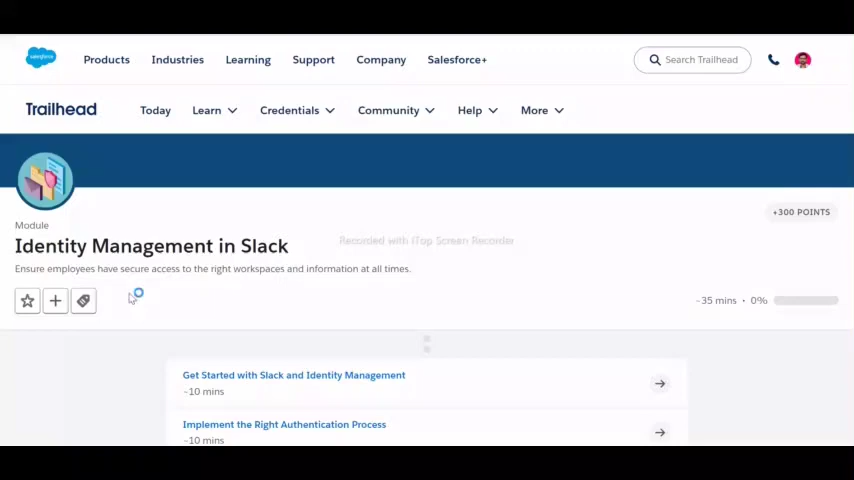 salesforce
Products Industries Learning Support Company Salesforce+ Search Trailhead
Trailhead Today Learn Credentials Community Help More
+300 POINTS
Module
Identity Management in Slack
Recorded with iTop Screen Recorder
Ensure employees have secure access to the right workspaces and information at all times.
~35 mins • 0%
Get Started with Slack and Identity Management
~10 mins
Implement the Right Authentication Process
~10 mins